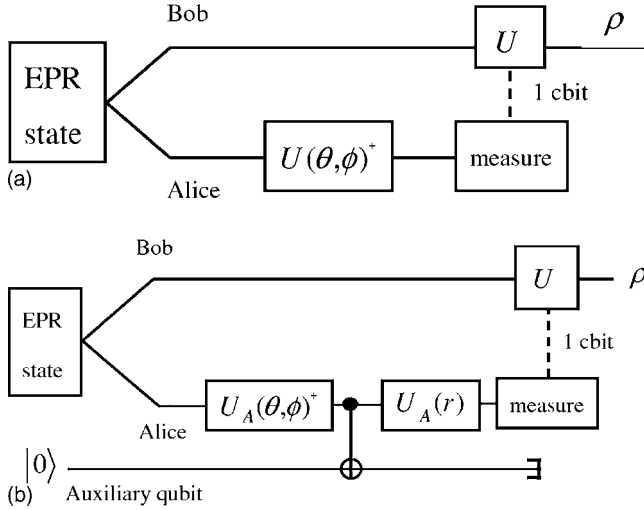 Bob
ρ
EPR
state
U
1 cbit
U(θ,ϕ)⁺
measure
(a)
Alice
Bob
ρ
EPR
state
U
1 cbit
U_A(θ,ϕ)⁺
U_A(r)
measure
Alice
|0⟩
(b)
Auxiliary qubit